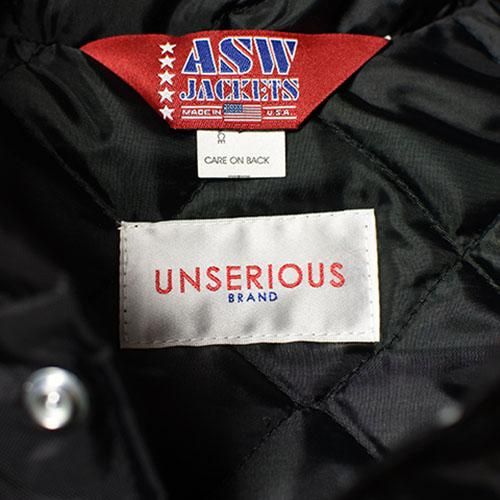 ASW
JACKETS
MADE IN U.S.A.
CARE ON BACK
UNSERIOUS
BRAND